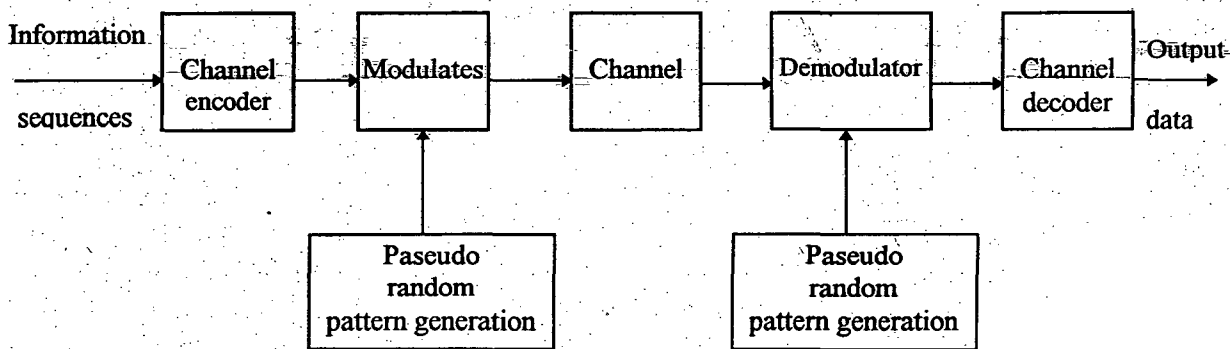 Information
sequences
Channel
encoder
Modulates
Channel
Demodulator
Channel
decoder
Output
data
Paseudo
random
pattern generation
Paseudo
random
pattern generation